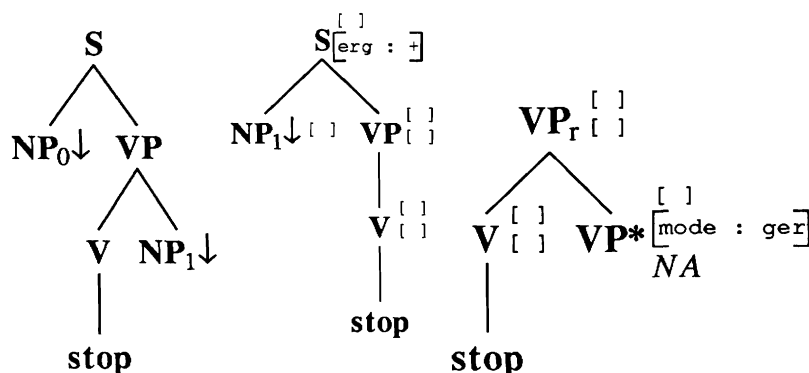 S
NP₀↓ VP
V NP₁↓
stop
[ ]
S[erg : +]
NP₁↓ [ ] VP[ ]
[ ]
V[ ]
[ ]
stop
VPᵣ [ ]
[ ]
V [ ]
[ ]
[ ]
VP* [mode : ger]
NA
stop